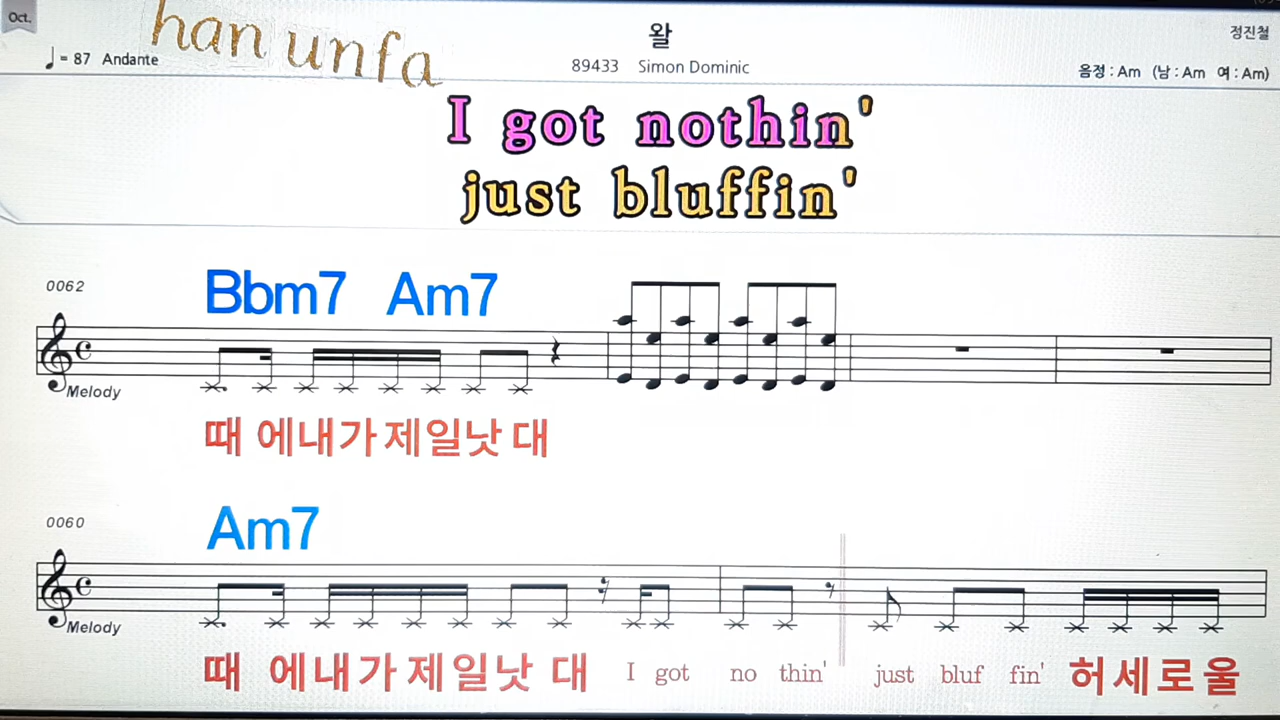 Oct.
han unfa
왈
정진철
♩= 87 Andante
89433 Simon Dominic
음정 : Am (남 : Am 여 : Am)
I got nothin'
just bluffin'
0062
Bbm7 Am7
Melody
때 에내가제일낫 대
0060
Am7
Melody
때 에내가제일낫 대 I got no thin' just bluf fin' 허세로울